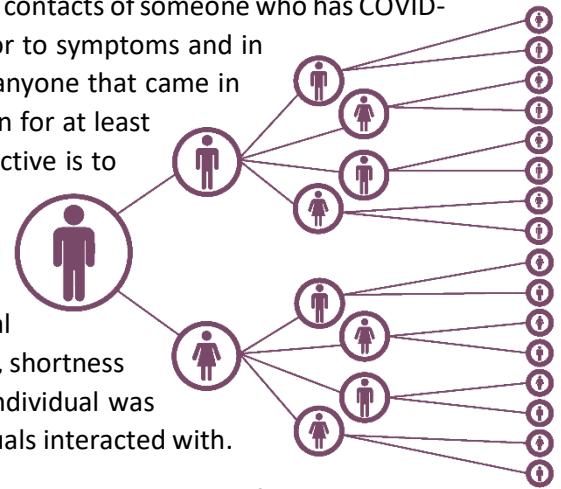 contacts of someone who has COVID-
or to symptoms and in
anyone that came in
n for at least
ctive is to
al
, shortness
ndividual was
uals interacted with.